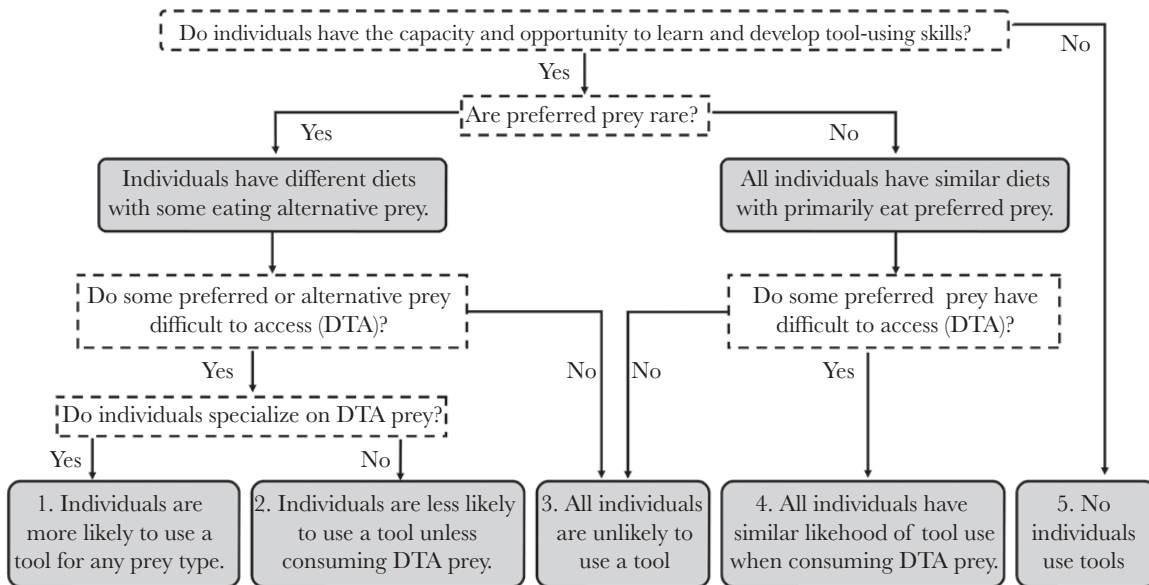 Do individuals have the capacity and opportunity to learn and develop tool-using skills?
No
Yes
Are preferred prey rare?
Yes
No
Individuals have different diets
with some eating alternative prey.
All individuals have similar diets
with primarily eat preferred prey.
Do some preferred or alternative prey
difficult to access (DTA)?
Do some preferred prey have
difficult to access (DTA)?
Yes
No
No
Yes
Do individuals specialize on DTA prey?
Yes
No
1. Individuals are
more likely to use a
tool for any prey type.
2. Individuals are less likely
to use a tool unless
consuming DTA prey.
3. All individuals
are unlikely to
use a tool
4. All individuals have
similar likehood of tool use
when consuming DTA prey.
5. No
individuals
use tools